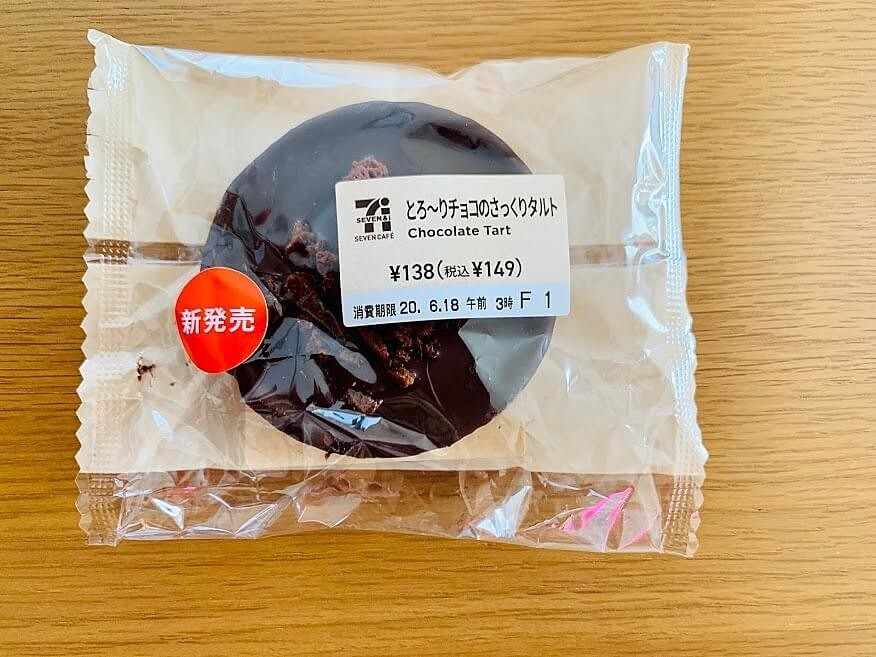 SEVEN & i
SEVEN CAFÉ
とろ〜りチョコのさっくりタルト
Chocolate Tart
¥138(税込¥149)
消費期限 20. 6.18 午前 3時 F 1
新発売